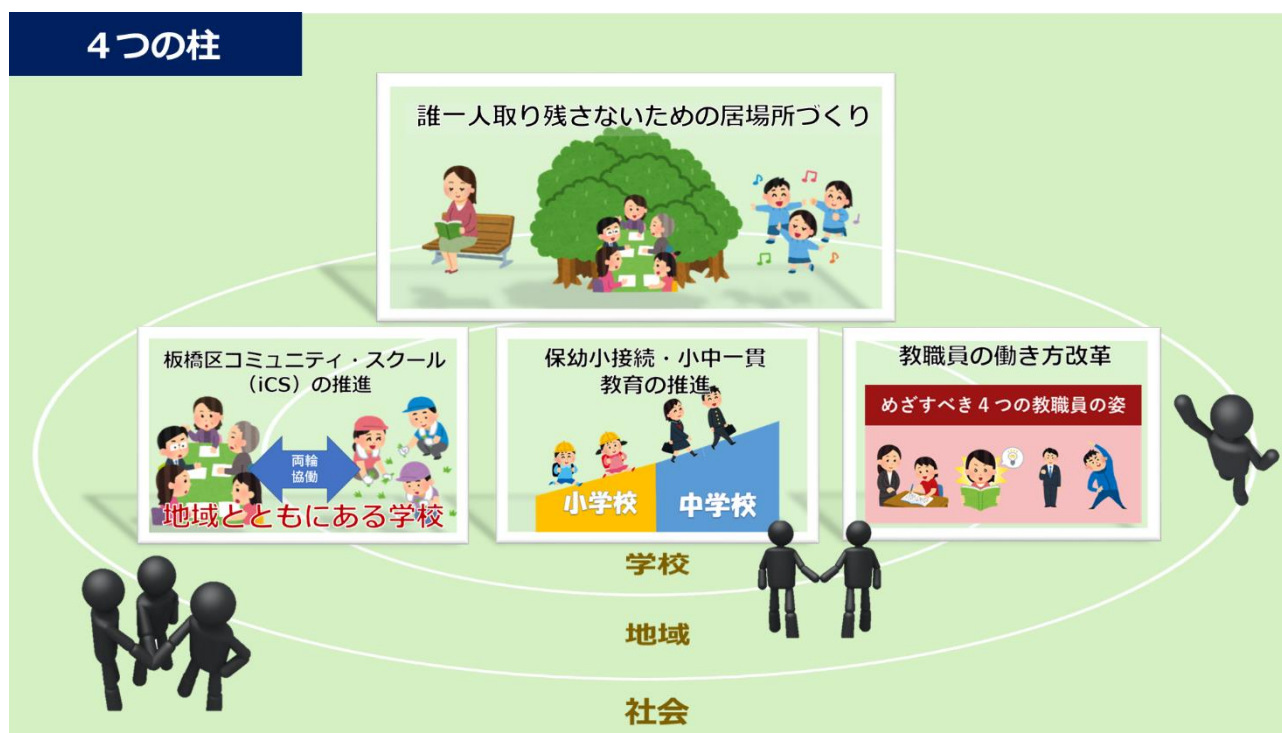 ４つの柱
誰一人取り残さないための居場所づくり
板橋区コミュニティ・スクール
（iCS）の推進
両輪
協働
地域とともにある学校
保幼小接続・小中一貫
教育の推進
小学校
中学校
教職員の働き方改革
めざすべき４つの教職員の姿
学校
地域
社会